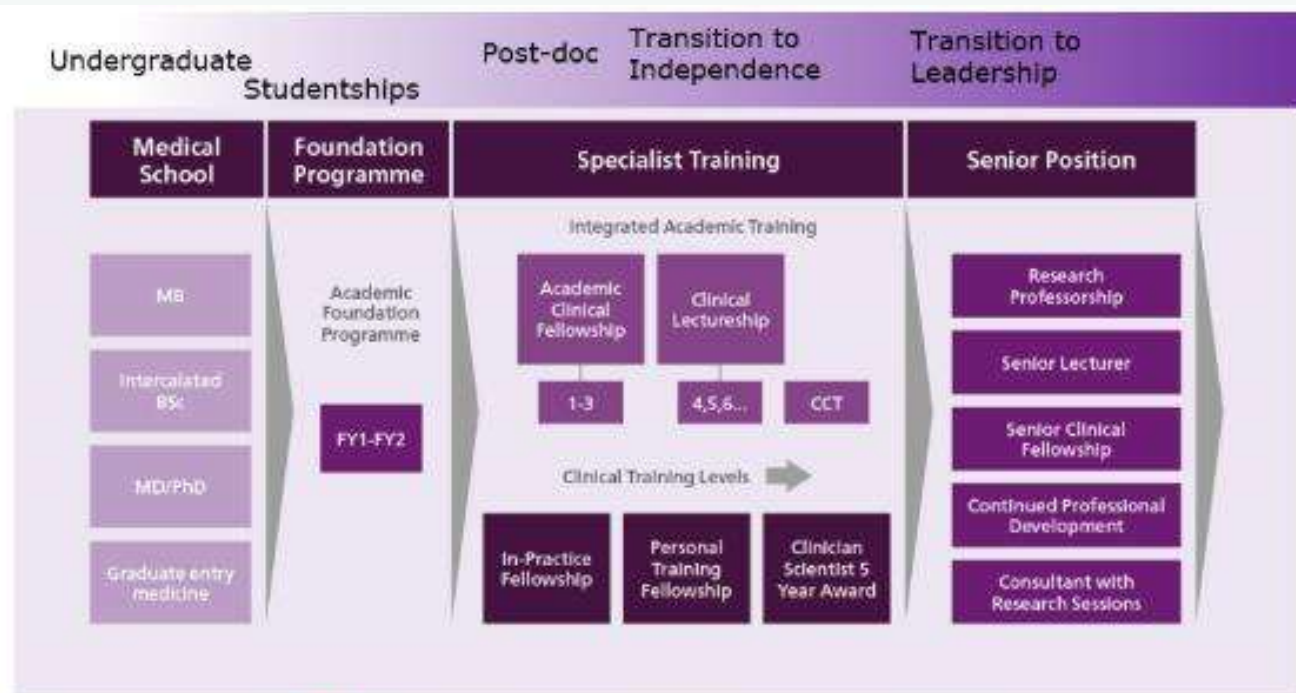 Undergraduate
Studentships
Post-doc
Transition to
Independence
Transition to
Leadership
Medical
School
Foundation
Programme
Specialist Training
Senior Position
MB
Intercalated
BSc
MD/PhD
Graduate entry
medicine
Academic
Foundation
Programme
FY1-FY2
Integrated Academic Training
Academic
Clinical
Fellowship
Clinical
Lectureship
1-3
4,5,6...
CCT
Clinical Training Levels
In-Practice
Fellowship
Personal
Training
Fellowship
Clinician
Scientist 5
Year Award
Research
Professorship
Senior Lecturer
Senior Clinical
Fellowship
Continued Professional
Development
Consultant with
Research Sessions